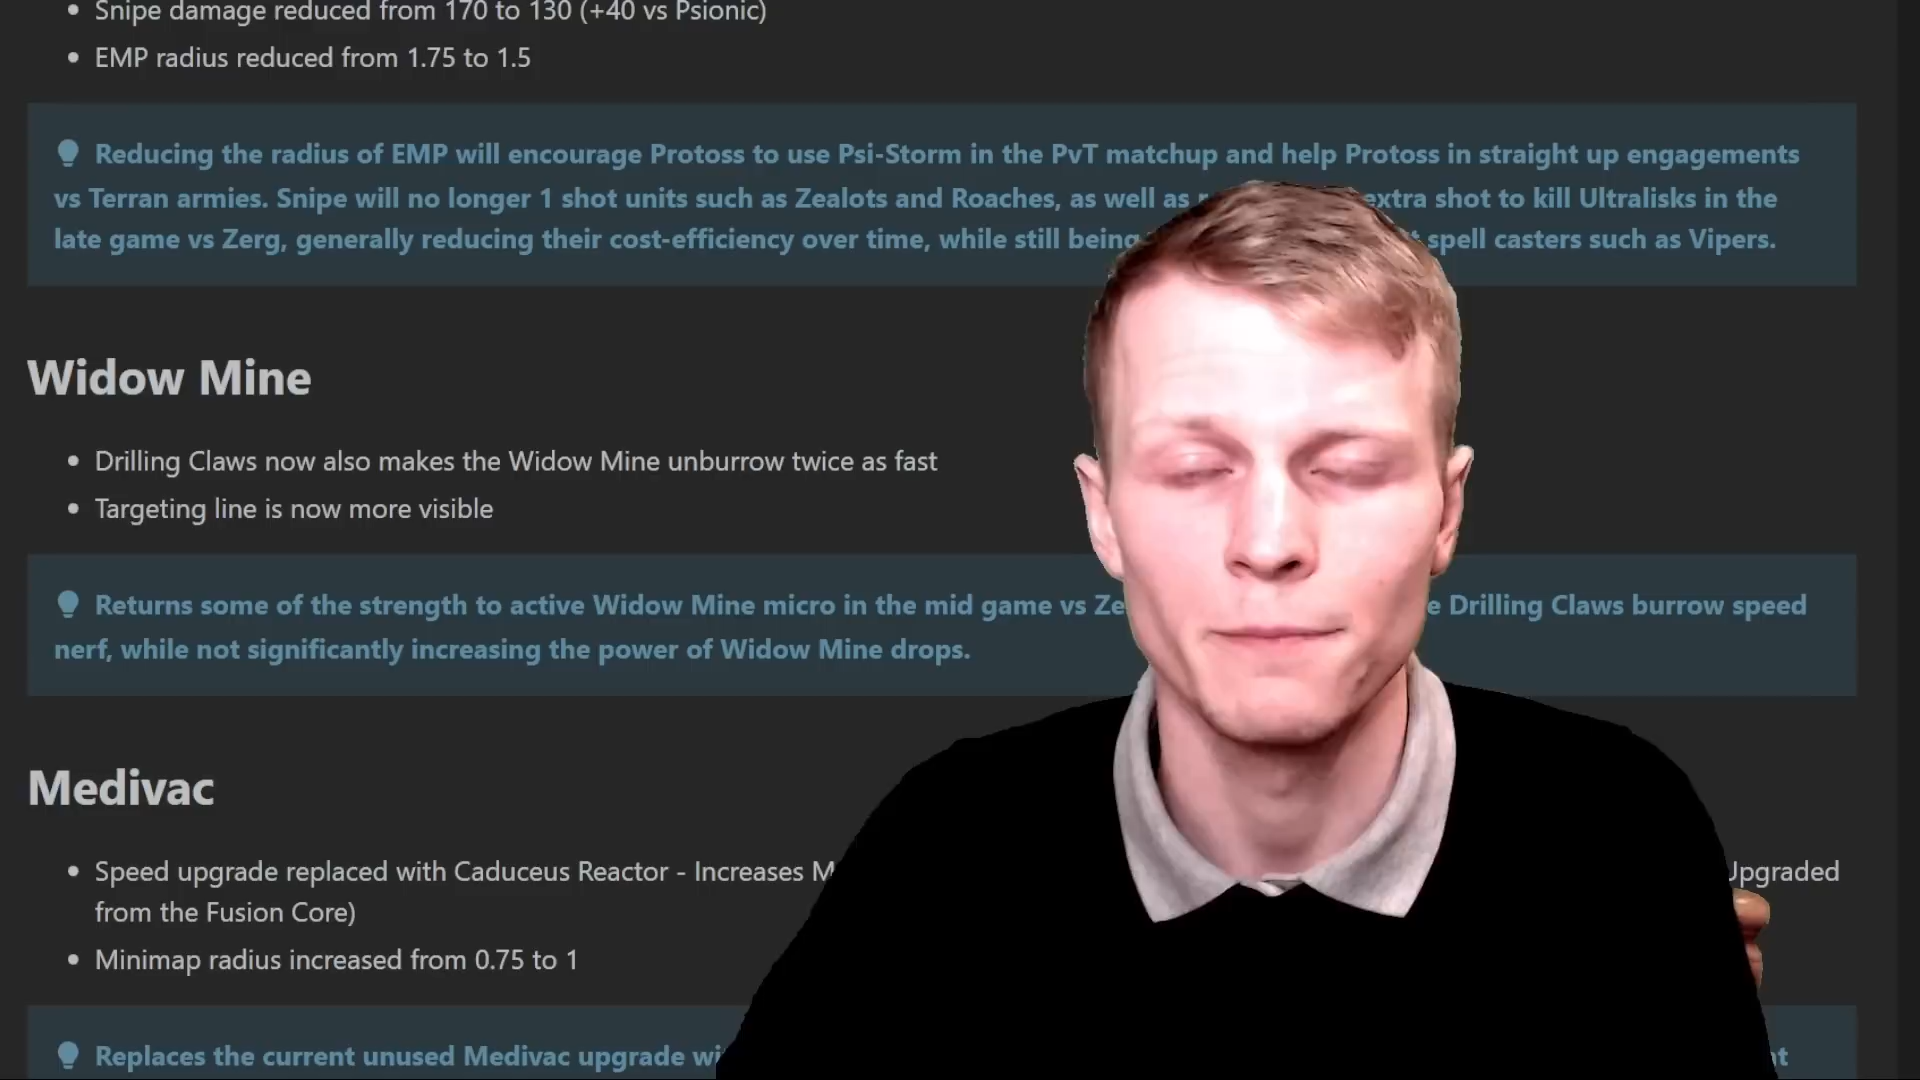 Snipe damage reduced from 170 to 130 (+40 vs Psionic)
EMP radius reduced from 1.75 to 1.5
Reducing the radius of EMP will encourage Protoss to use Psi-Storm in the PvT matchup and help Protoss in straight up engagements
vs Terran armies. Snipe will no longer 1 shot units such as Zealots and Roaches, as well as extra shot to kill Ultralisks in the
late game vs Zerg, generally reducing their cost-efficiency over time, while still being spell casters such as Vipers.
Widow Mine
Drilling Claws now also makes the Widow Mine unburrow twice as fast
Targeting line is now more visible
Returns some of the strength to active Widow Mine micro in the mid game vs Drilling Claws burrow speed
nerf, while not significantly increasing the power of Widow Mine drops.
Medivac
Speed upgrade replaced with Caduceus Reactor - Increases Upgraded
from the Fusion Core)
Minimap radius increased from 0.75 to 1
Replaces the current unused Medivac upgrade